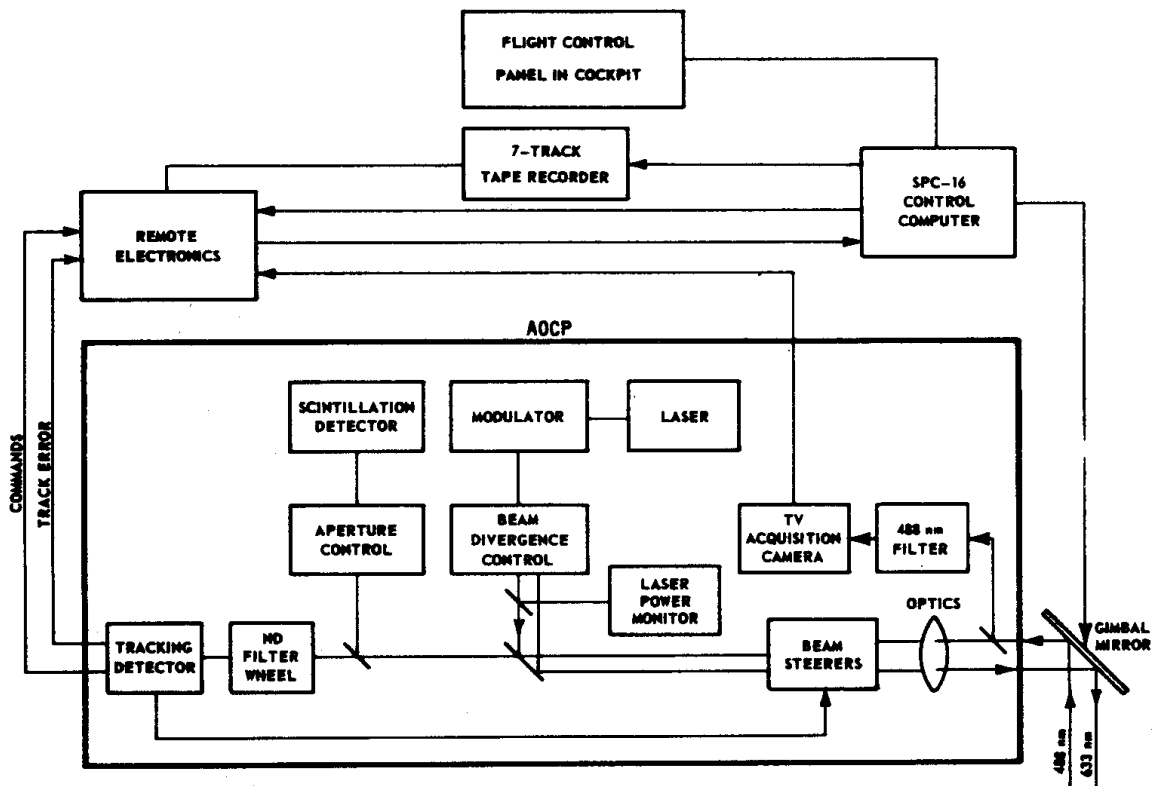 FLIGHT CONTROL
PANEL IN COCKPIT
7-TRACK
TAPE RECORDER
SPC-16
CONTROL
COMPUTER
REMOTE
ELECTRONICS
AOCP
SCINTILLATION
DETECTOR
MODULATOR
LASER
COMMANDS
TRACK ERROR
APERTURE
CONTROL
BEAM
DIVERGENCE
CONTROL
TV
ACQUISITION
CAMERA
488 nm
FILTER
LASER
POWER
MONITOR
OPTICS
GIMBAL
MIRROR
TRACKING
DETECTOR
ND
FILTER
WHEEL
BEAM
STEERERS
488 nm
633 nm